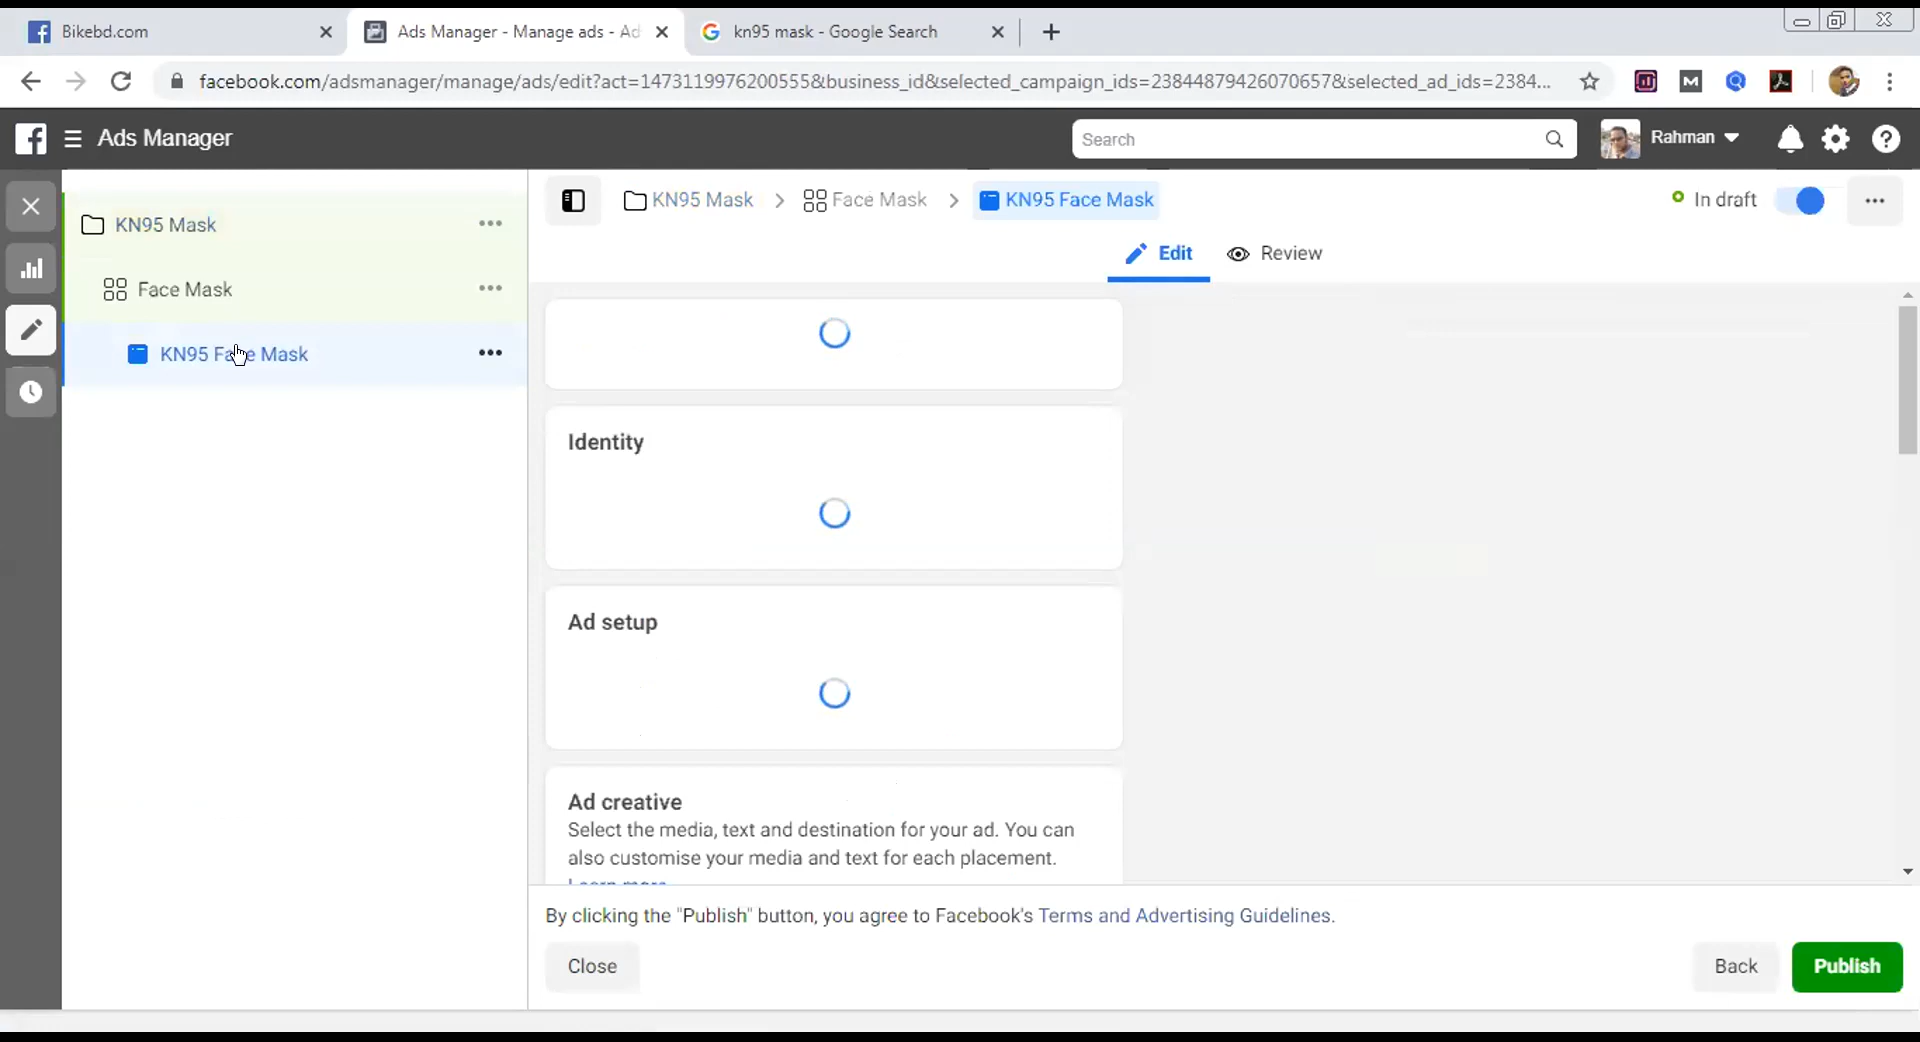 Bikebd.com
Ads Manager - Manage ads - Ad
kn95 mask - Google Search
facebook.com/adsmanager/manage/ads/edit?act=1473119976200555&business_id&selected_campaign_ids=23844879426070657&selected_ad_ids=2384...
Ads Manager
Search
Rahman
KN95 Mask
Face Mask
KN95 Face Mask
KN95 Mask > Face Mask > KN95 Face Mask
In draft
Edit
Review
Identity
Ad setup
Ad creative
Select the media, text and destination for your ad. You can
also customise your media and text for each placement.
Learn more
By clicking the "Publish" button, you agree to Facebook's Terms and Advertising Guidelines.
Close
Back
Publish